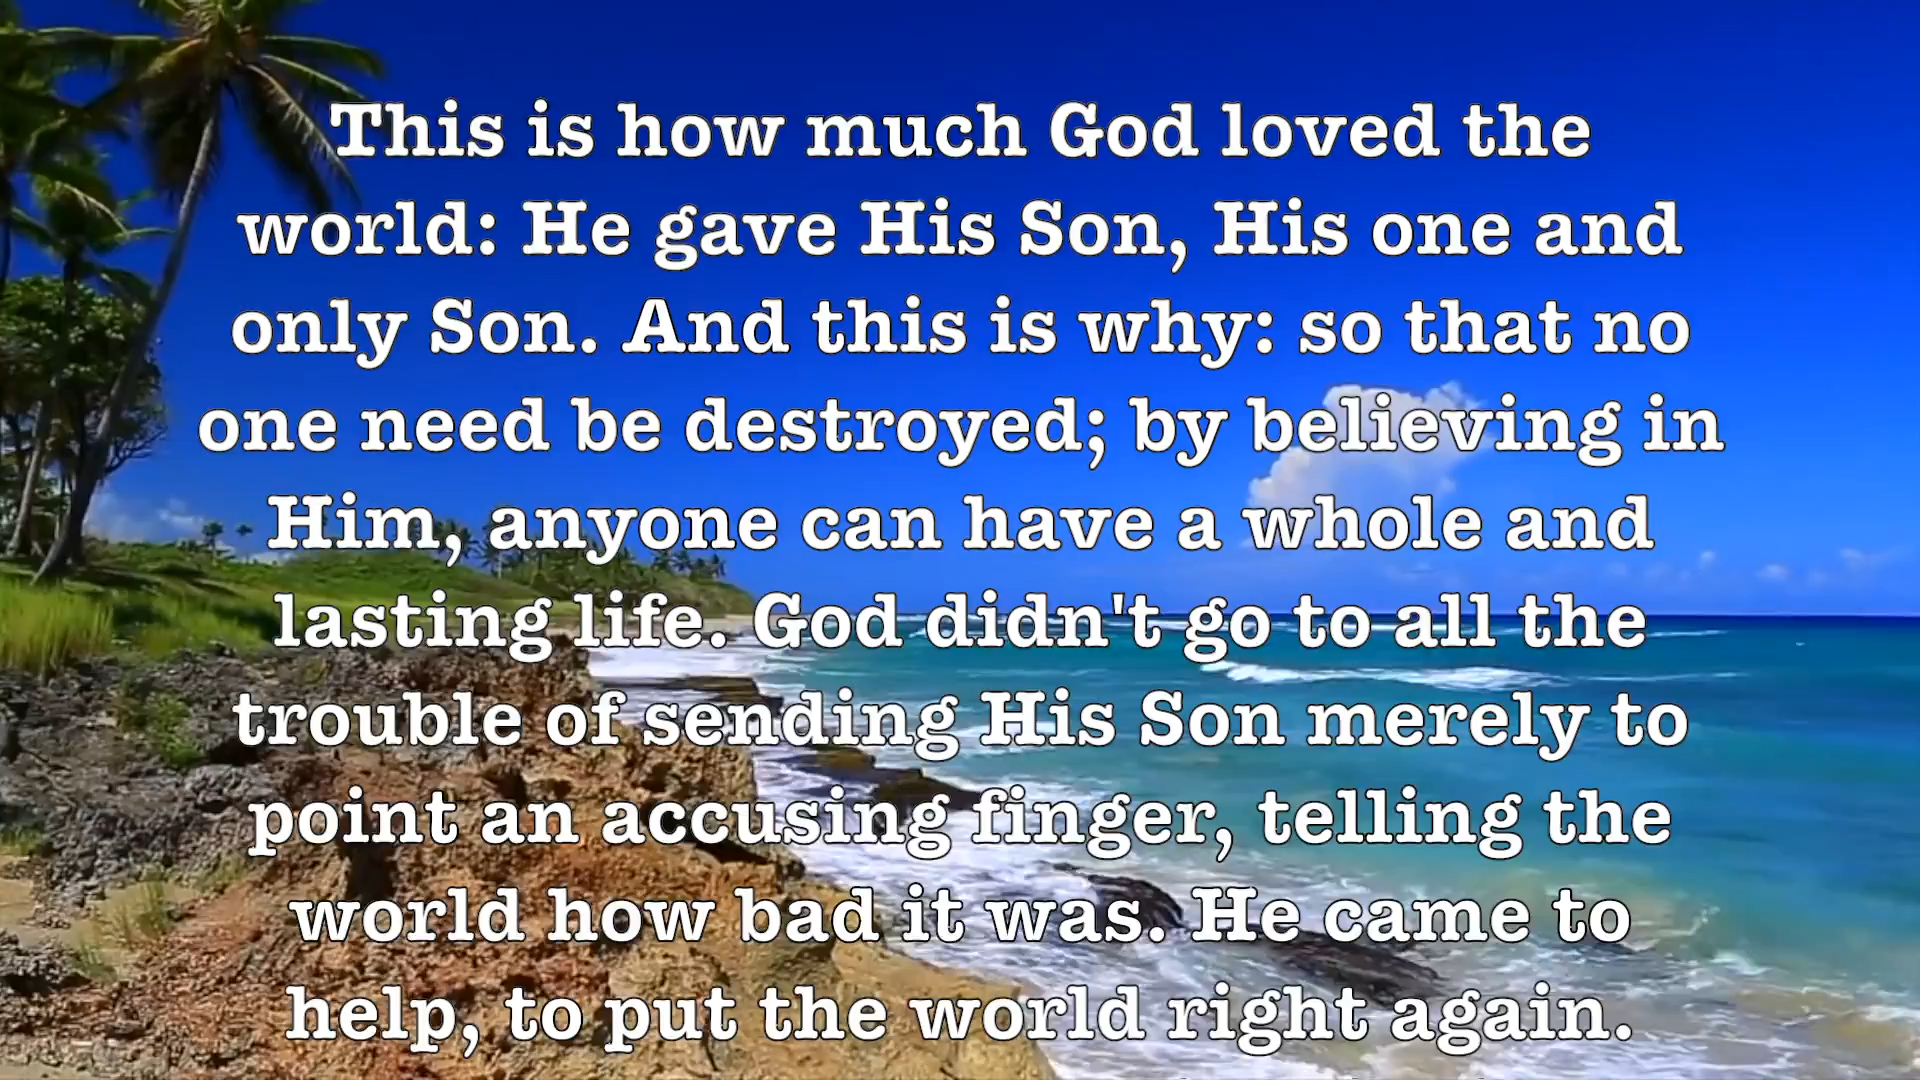 This is how much God loved the
world: He gave His Son, His one and
only Son. And this is why: so that no
one need be destroyed; by believing in
Him, anyone can have a whole and
lasting life. God didn't go to all the
trouble of sending His Son merely to
point an accusing finger, telling the
world how bad it was. He came to
help, to put the world right again.